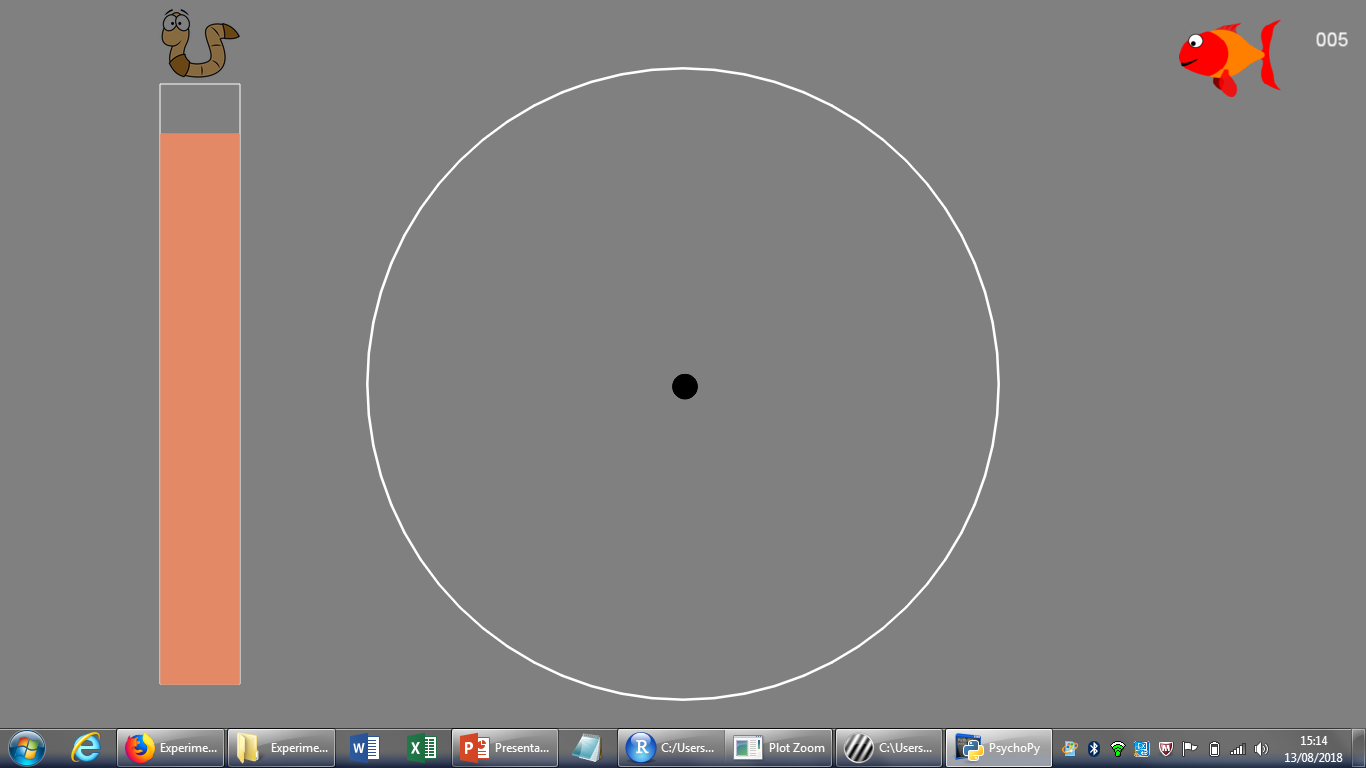 005
Experime...
Experime...
Presenta...
C:/Users...
Plot Zoom
C:\Users...
PsychoPy
15:14
13/08/2018